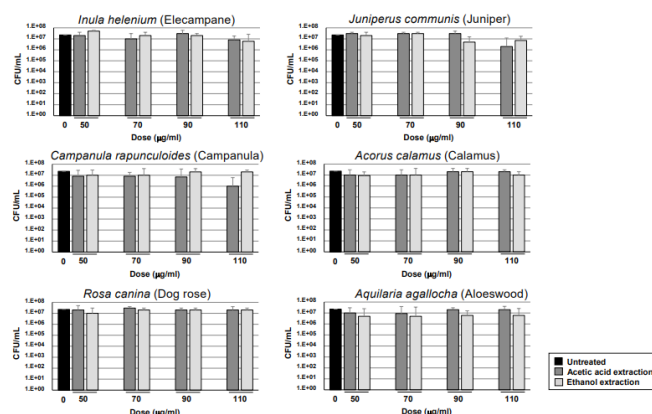 Inula helenium (Elecampane)
CFU/mL
1.E+08
1.E+07
1.E+06
1.E+05
1.E+04
1.E+03
1.E+02
1.E+01
1.E+00
0 50 70 90 110
Dose (µg/ml)
Juniperus communis (Juniper)
CFU/mL
1.E+08
1.E+07
1.E+06
1.E+05
1.E+04
1.E+03
1.E+02
1.E+01
1.E+00
0 50 70 90 110
Dose (µg/ml)
Campanula rapunculoides (Campanula)
CFU/mL
1.E+08
1.E+07
1.E+06
1.E+05
1.E+04
1.E+03
1.E+02
1.E+01
1.E+00
0 50 70 90 110
Dose (µg/ml)
Acorus calamus (Calamus)
CFU/mL
1.E+08
1.E+07
1.E+06
1.E+05
1.E+04
1.E+03
1.E+02
1.E+01
1.E+00
0 50 70 90 110
Dose (µg/ml)
Rosa canina (Dog rose)
CFU/mL
1.E+08
1.E+07
1.E+06
1.E+05
1.E+04
1.E+03
1.E+02
1.E+01
1.E+00
0 50 70 90 110
Dose (µg/ml)
Aquilaria agallocha (Aloeswood)
CFU/mL
1.E+08
1.E+07
1.E+06
1.E+05
1.E+04
1.E+03
1.E+02
1.E+01
1.E+00
0 50 70 90 110
Dose (µg/ml)
Untreated
Acetic acid extraction
Ethanol extraction